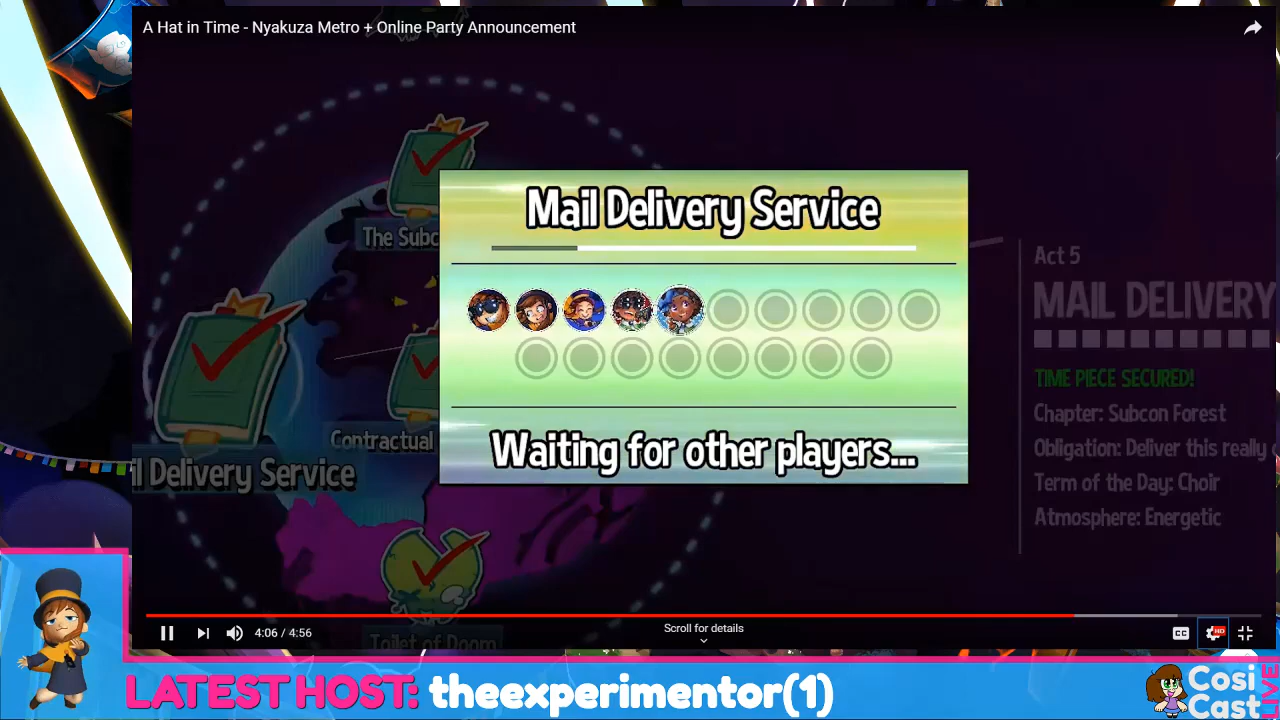 A Hat in Time - Nyakuza Metro + Online Party Announcement
Mail Delivery Service
The Subc
il Delivery Service
Contractual
Toilet of Doom
Waiting for other players...
Act 5
MAIL DELIVERY
TIME PIECE SECURED!
Chapter: Subcon Forest
Obligation: Deliver this really
Term of the Day: Choir
Atmosphere: Energetic
4:06 / 4:56
Scroll for details
CC
HD
LATEST HOST: theexperimentor(1)
Cosi
Cast
LIVE